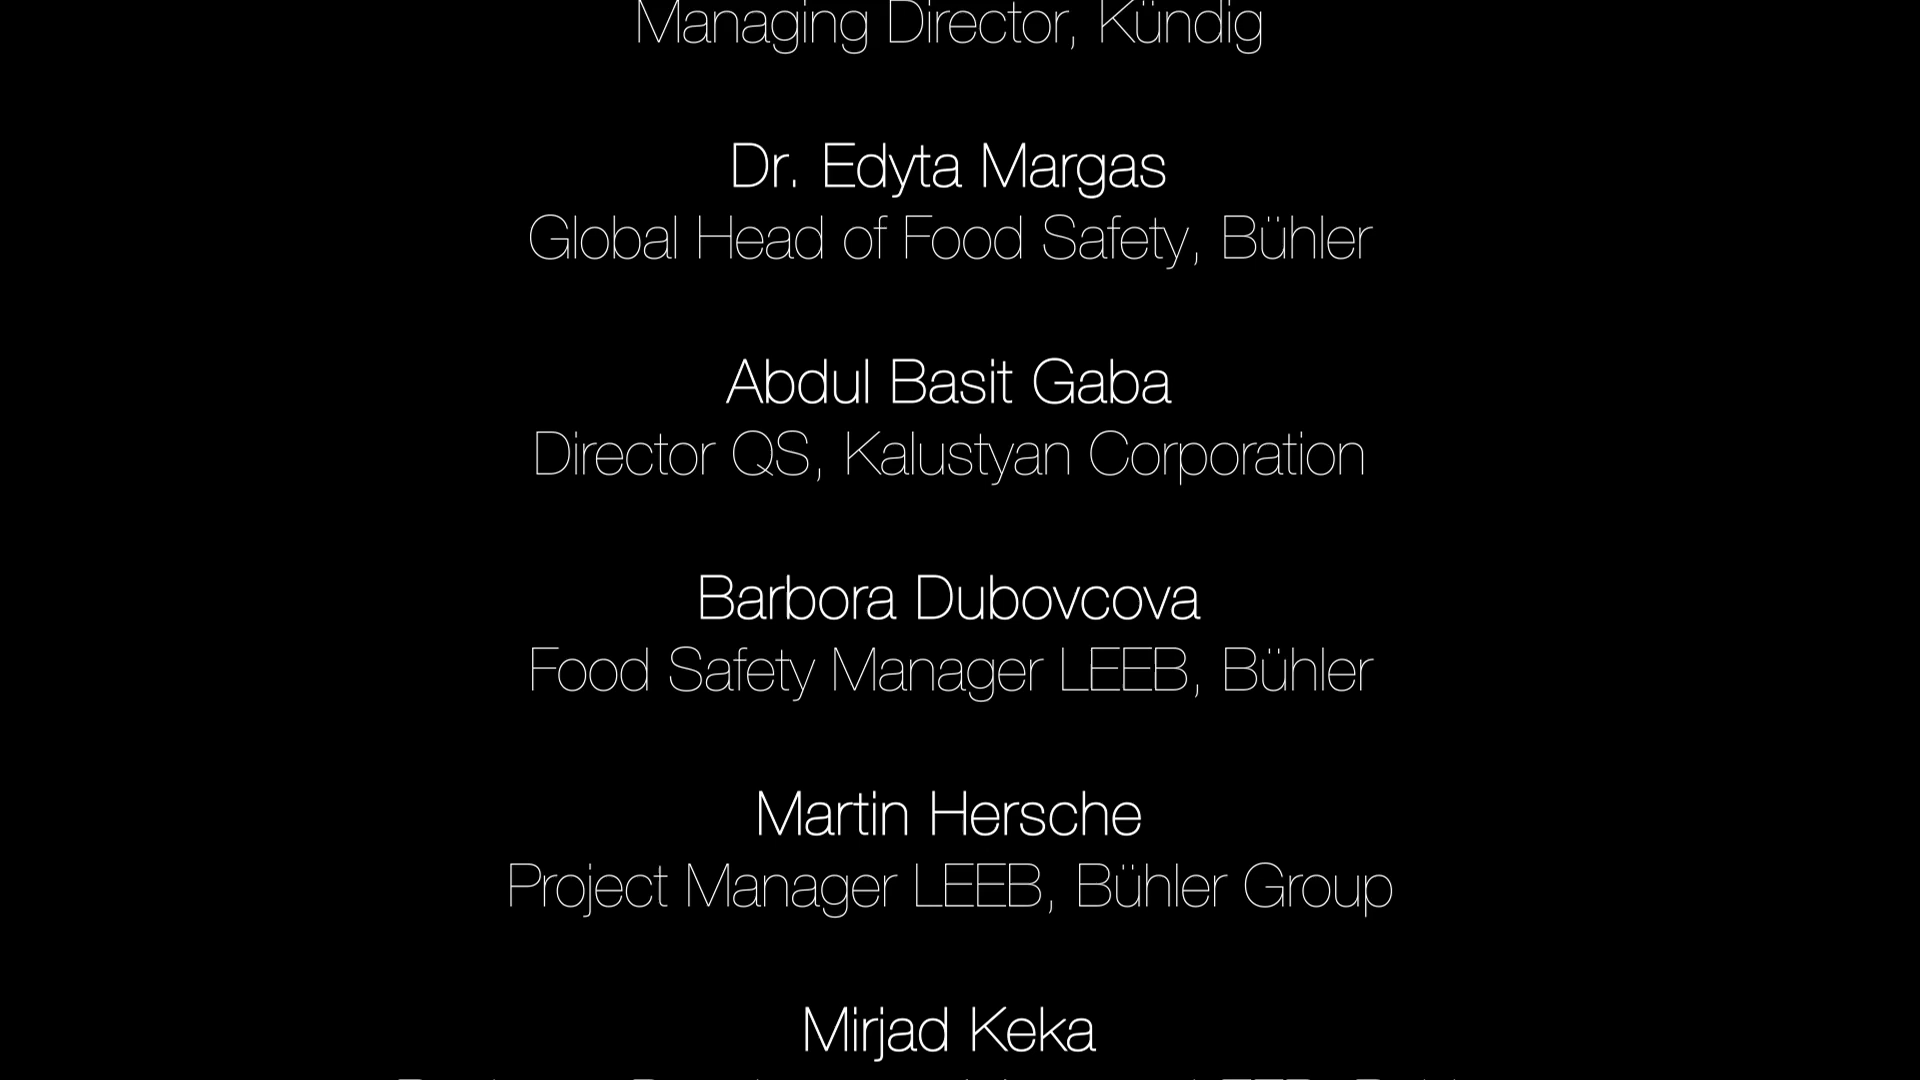 Managing Director, Kündig
Dr. Edyta Margas
Global Head of Food Safety, Bühler
Abdul Basit Gaba
Director QS, Kalustyan Corporation
Barbora Dubovcova
Food Safety Manager LEEB, Bühler
Martin Hersche
Project Manager LEEB, Bühler Group
Mirjad Keka